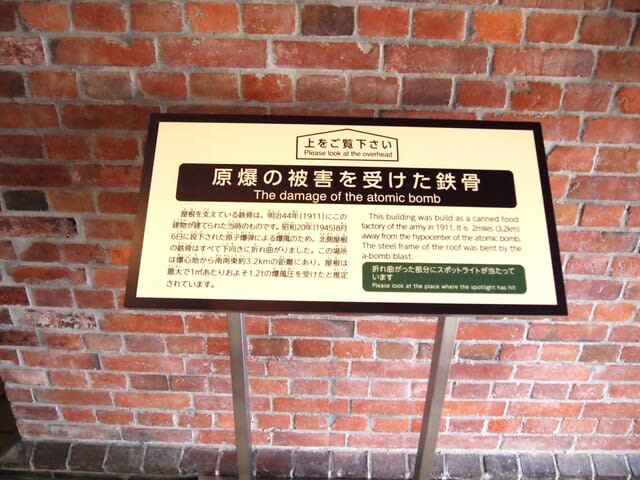 上をご覧下さい
Please look at the overhead
原爆の被害を受けた鉄骨
The damage of the atomic bomb
屋根を支えている鉄骨は、明治44年(1911)にこの
建物が建てられた当時のものです。昭和20年(1945)8月
6日に投下された原子爆弾による爆風のため、北側屋根
の鉄骨はすべて下向きに折れ曲がりました。この場所
は爆心地から南南東約3.2kmの距離にあり、屋根は
最大で1㎡あたりおよそ1.2tの爆風圧を受けたと推定
されています。
This building was build as a canned food
factory of the army in 1911, It is 2miles (3.2km)
away from the hypocenter of the atomic bomb.
The steel frame of the roof was bent by the
a-bomb blast.
折れ曲がった部分にスポットライトが当たって
います
Please look at the place where the spotlight has hit